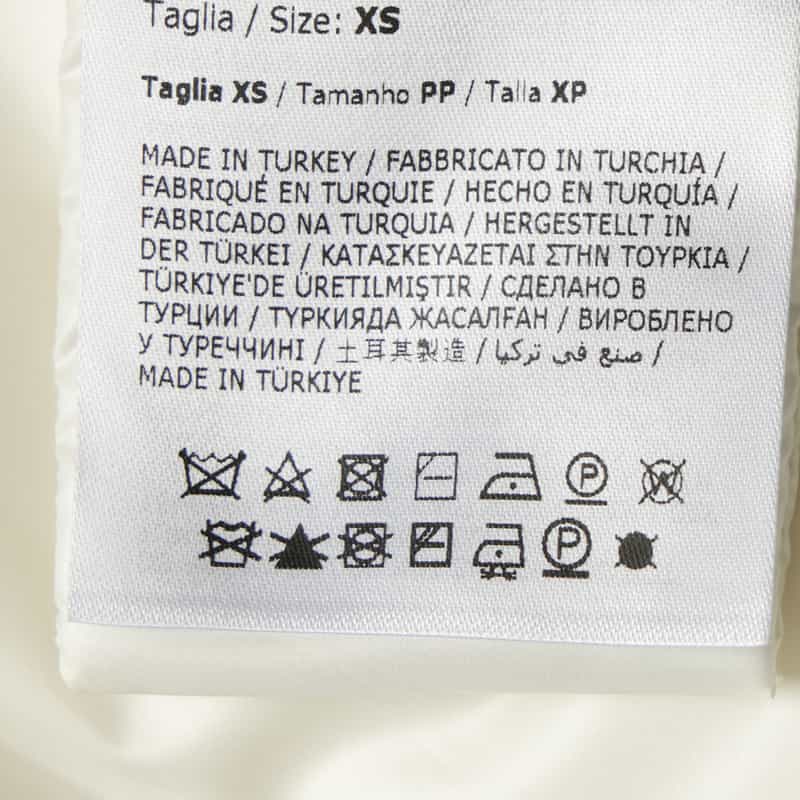 Taglia / Size: XS
Taglia XS / Tamanho PP / Talla XP
MADE IN TURKEY / FABBRICATO IN TURCHIA /
FABRIQUÉ EN TURQUIE / HECHO EN TURQUÍA /
FABRICADO NA TURQUIA / HERGESTELLT IN
DER TÜRKEI / ΚΑΤΑΣΚΕΥΑΖΕΤΑΙ ΣΤΗΝ ΤΟΥΡΚΙΑ /
TÜRKIYE'DE ÜRETILMIŞTIR / СДЕЛАНО В
ТУРЦИИ / ТҮРКИЯДА ЖАСАЛҒАН / ВИРОБЛЕНО
У ТУРЕЧЧИНІ / 土耳其製造 / صنع في تركيا /
MADE IN TÜRKIYE
P W
P